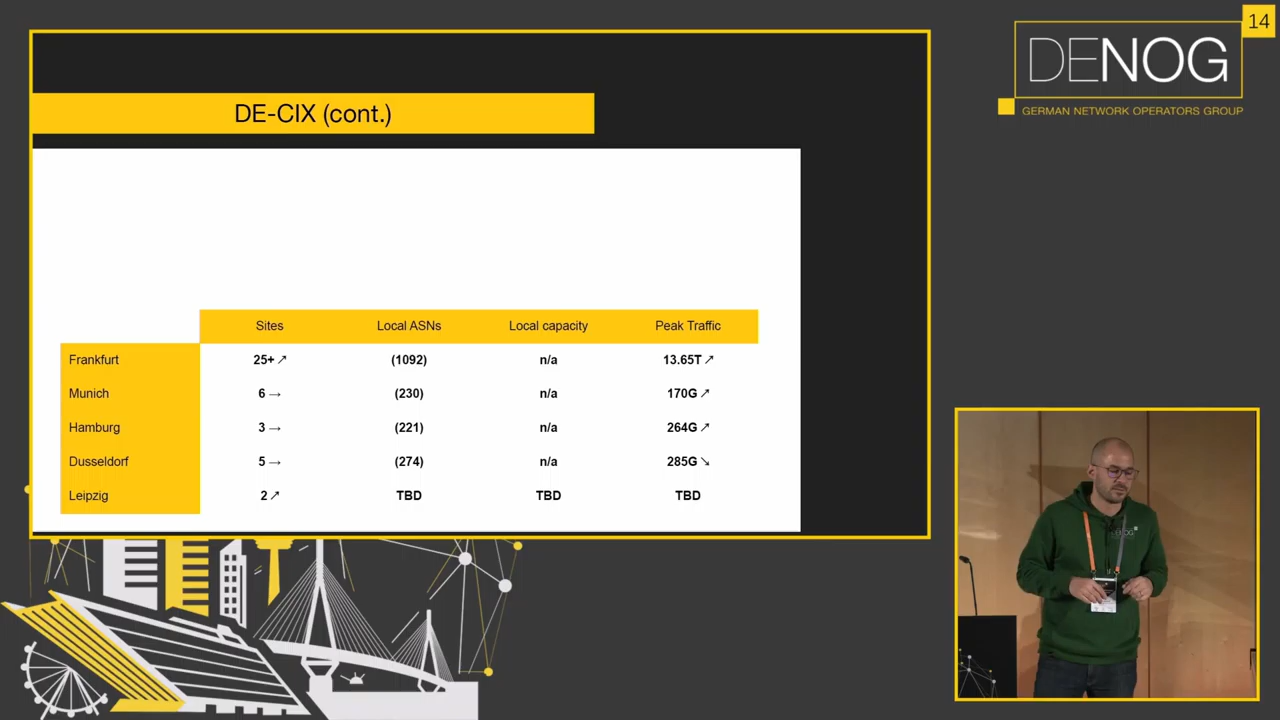 14
DENOG
GERMAN NETWORK OPERATORS GROUP
DE-CIX (cont.)
Sites Local ASNs Local capacity Peak Traffic
Frankfurt 25+ ↗ (1092) n/a 13.65T ↗
Munich 6 → (230) n/a 170G ↗
Hamburg 3 → (221) n/a 264G ↗
Dusseldorf 5 → (274) n/a 285G ↘
Leipzig 2 ↗ TBD TBD TBD